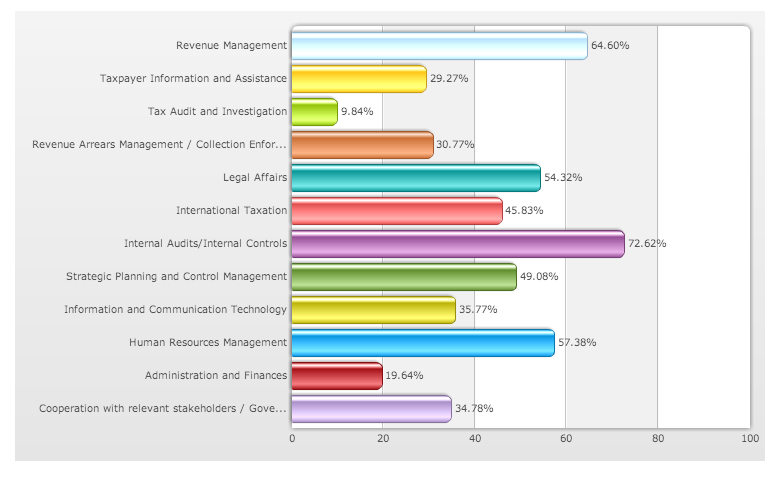 Revenue Management 64.60%
Taxpayer Information and Assistance 29.27%
Tax Audit and Investigation 9.84%
Revenue Arrears Management / Collection Enfor... 30.77%
Legal Affairs 54.32%
International Taxation 45.83%
Internal Audits/Internal Controls 72.62%
Strategic Planning and Control Management 49.08%
Information and Communication Technology 35.77%
Human Resources Management 57.38%
Administration and Finances 19.64%
Cooperation with relevant stakeholders / Gove... 34.78%
0 20 40 60 80 100